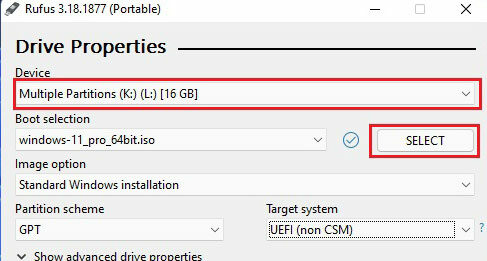 Rufus 3.18.1877 (Portable)
Drive Properties
Device
Multiple Partitions (K:) (L:) [16 GB]
Boot selection
windows-11_pro_64bit.iso
SELECT
Image option
Standard Windows installation
Partition scheme
Target system
GPT
UEFI (non CSM)
?
Show advanced drive properties